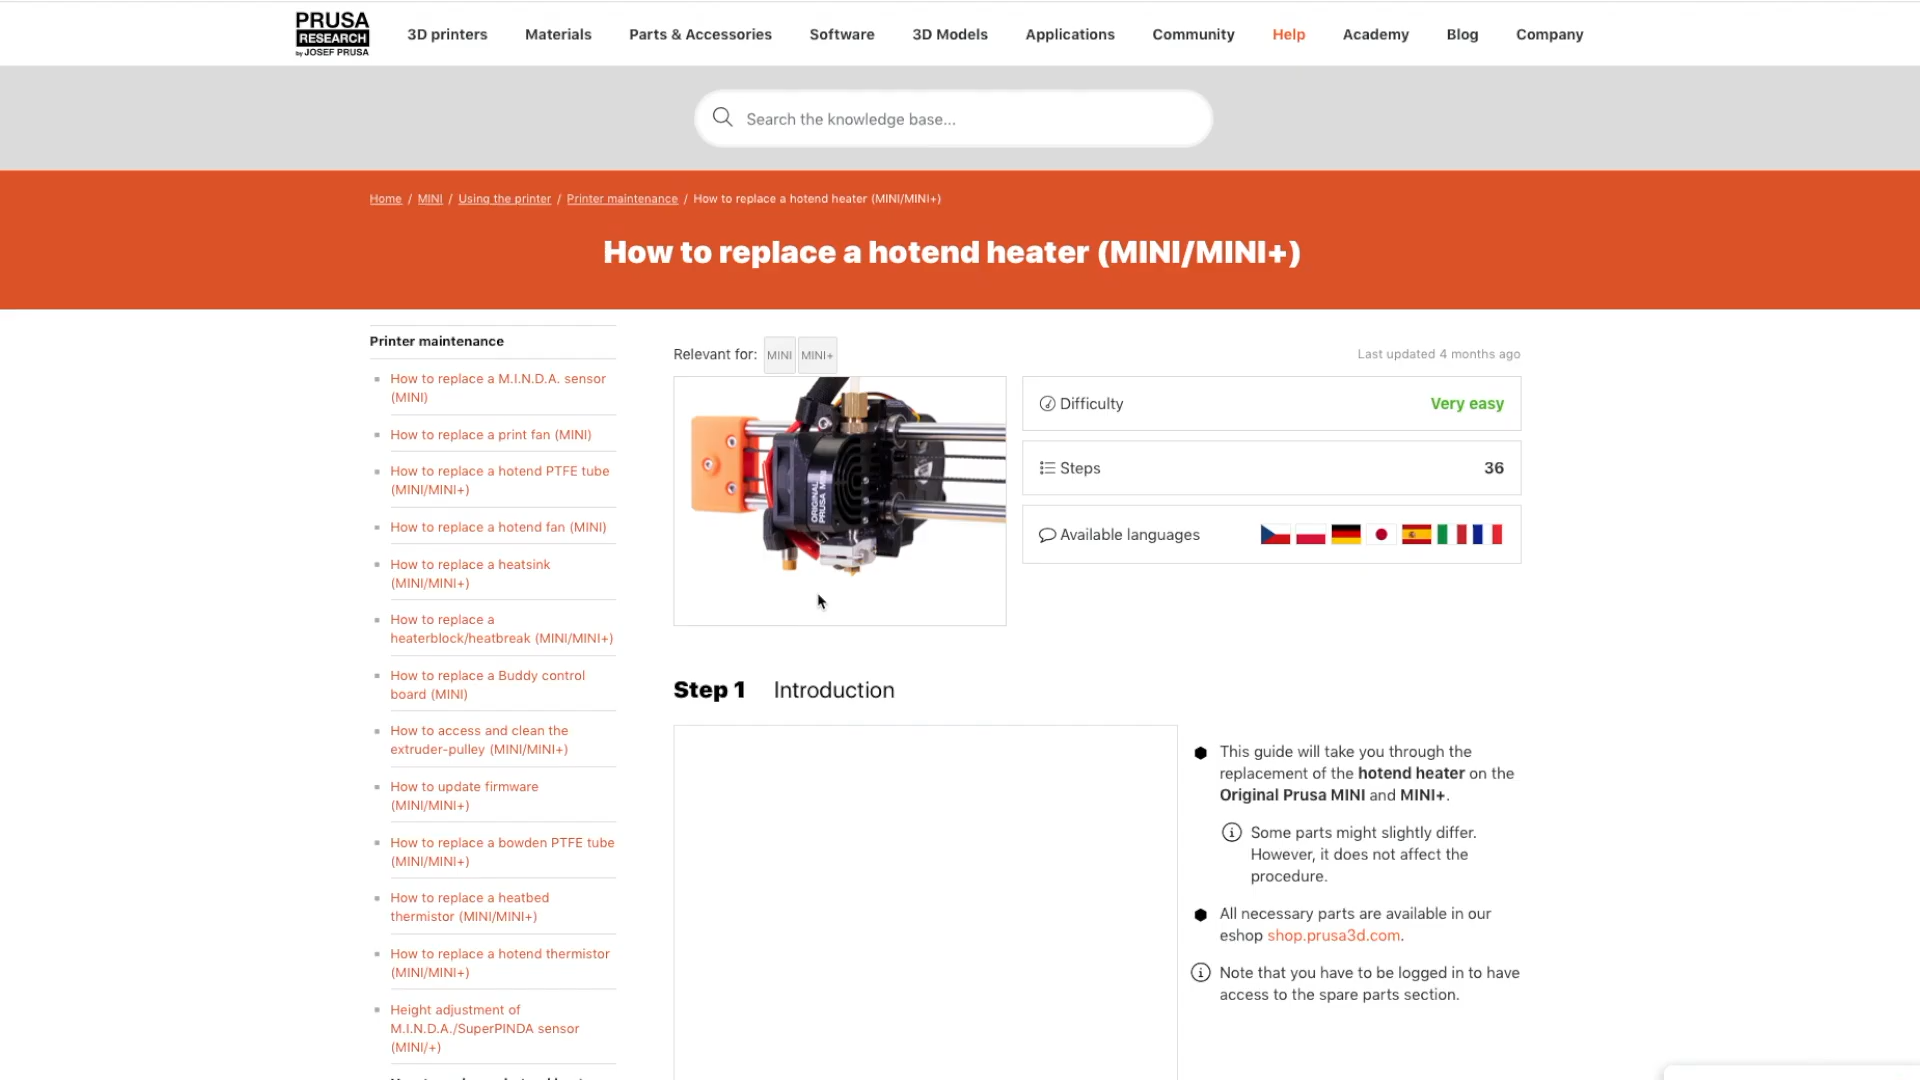 PRUSA
RESEARCH
by JOSEF PRUSA
3D printers
Materials
Parts & Accessories
Software
3D Models
Applications
Community
Help
Academy
Blog
Company
Search the knowledge base...
Home / MINI / Using the printer / Printer maintenance / How to replace a hotend heater (MINI/MINI+)
How to replace a hotend heater (MINI/MINI+)
Printer maintenance
How to replace a M.I.N.D.A. sensor
(MINI)
How to replace a print fan (MINI)
How to replace a hotend PTFE tube
(MINI/MINI+)
How to replace a hotend fan (MINI)
How to replace a heatsink
(MINI/MINI+)
How to replace a
heaterblock/heatbreak (MINI/MINI+)
How to replace a Buddy control
board (MINI)
How to access and clean the
extruder-pulley (MINI/MINI+)
How to update firmware
(MINI/MINI+)
How to replace a bowden PTFE tube
(MINI/MINI+)
How to replace a heatbed
thermistor (MINI/MINI+)
How to replace a hotend thermistor
(MINI/MINI+)
Height adjustment of
M.I.N.D.A./SuperPINDA sensor
(MINI/+)
Relevant for: MINI MINI+
Last updated 4 months ago
ORIGINAL
PRUSA MINI
Difficulty
Very easy
Steps
36
Available languages
Step 1 Introduction
This guide will take you through the
replacement of the hotend heater on the
Original Prusa MINI and MINI+.
Some parts might slightly differ.
However, it does not affect the
procedure.
All necessary parts are available in our
eshop shop.prusa3d.com.
Note that you have to be logged in to have
access to the spare parts section.